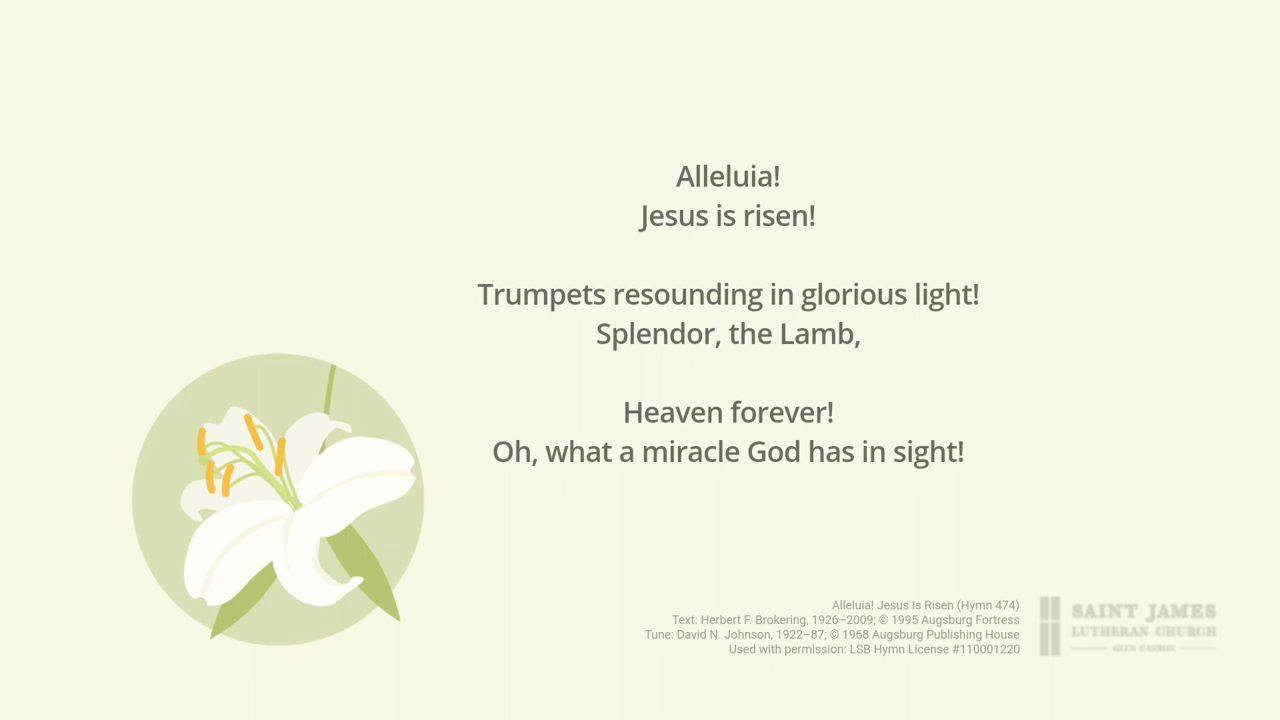 Alleluia!
Jesus is risen!
Trumpets resounding in glorious light!
Splendor, the Lamb,
Heaven forever!
Oh, what a miracle God has in sight!
Alleluia! Jesus Is Risen (Hymn 474)
Text: Herbert F. Brokering, 1926–2009; © 1995 Augsburg Fortress
Tune: David N. Johnson, 1922–87; © 1968 Augsburg Publishing House
Used with permission: LSB Hymn License #110001220
SAINT JAMES
LUTHERAN CHURCH
GLEN CARBON